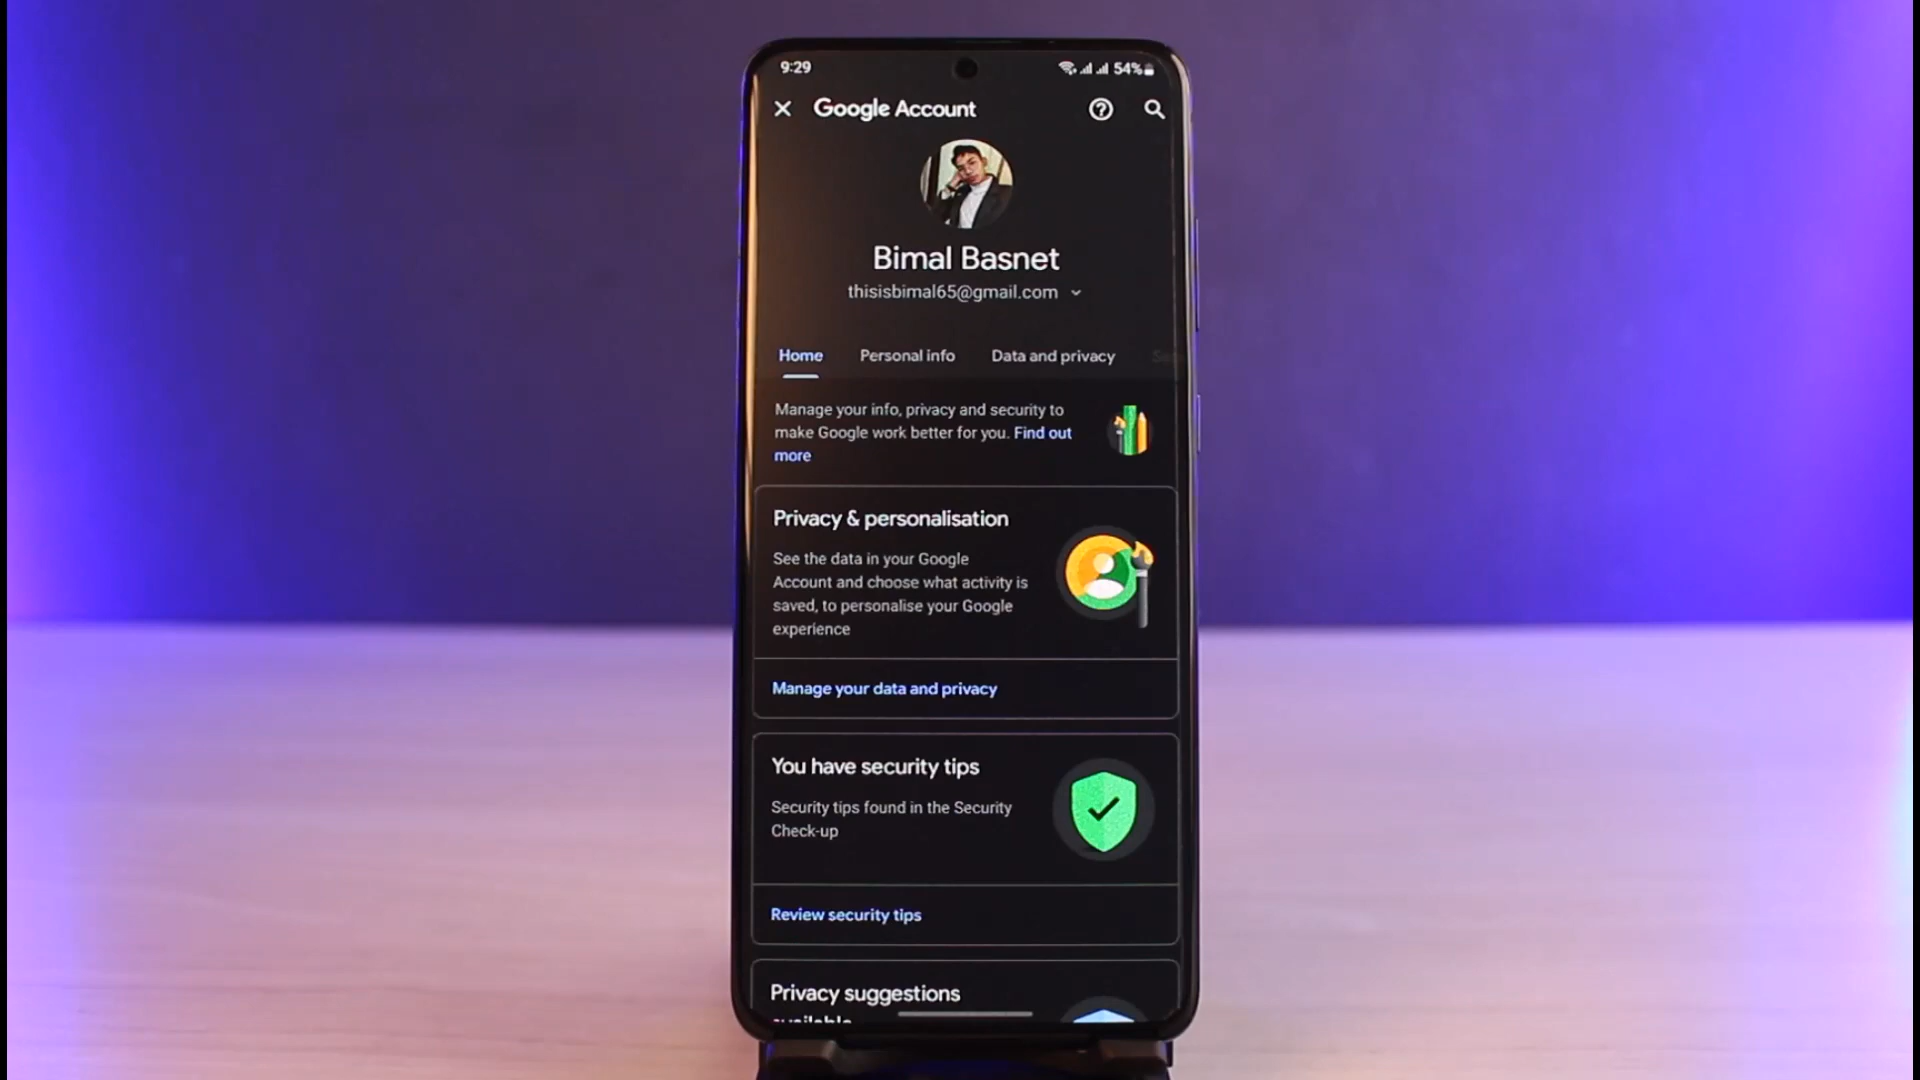 9:29
54%
Google Account
Bimal Basnet
thisisbimal65@gmail.com
Home Personal info Data and privacy
Manage your info, privacy and security to
make Google work better for you. Find out
more
Privacy & personalisation
See the data in your Google
Account and choose what activity is
saved, to personalise your Google
experience
Manage your data and privacy
You have security tips
Security tips found in the Security
Check-up
Review security tips
Privacy suggestions
available